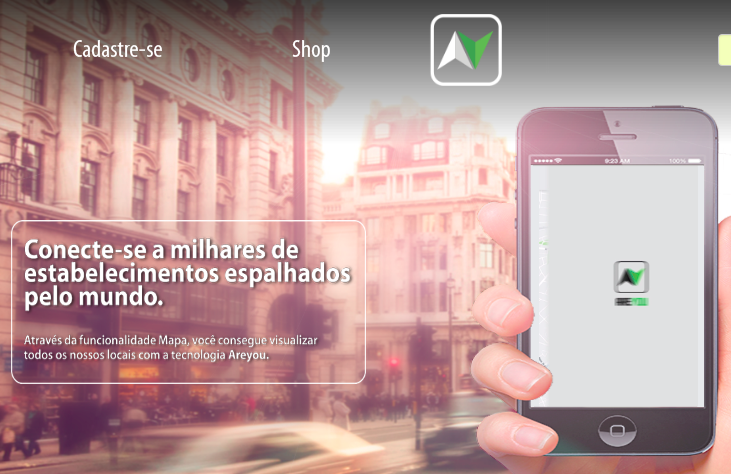 Cadastre-se
Shop
9:23 AM
100%
Conecte-se a milhares de
estabelecimentos espalhados
pelo mundo.
Através da funcionalidade Mapa, você consegue visualizar
todos os nossos locais com a tecnologia Areyou.